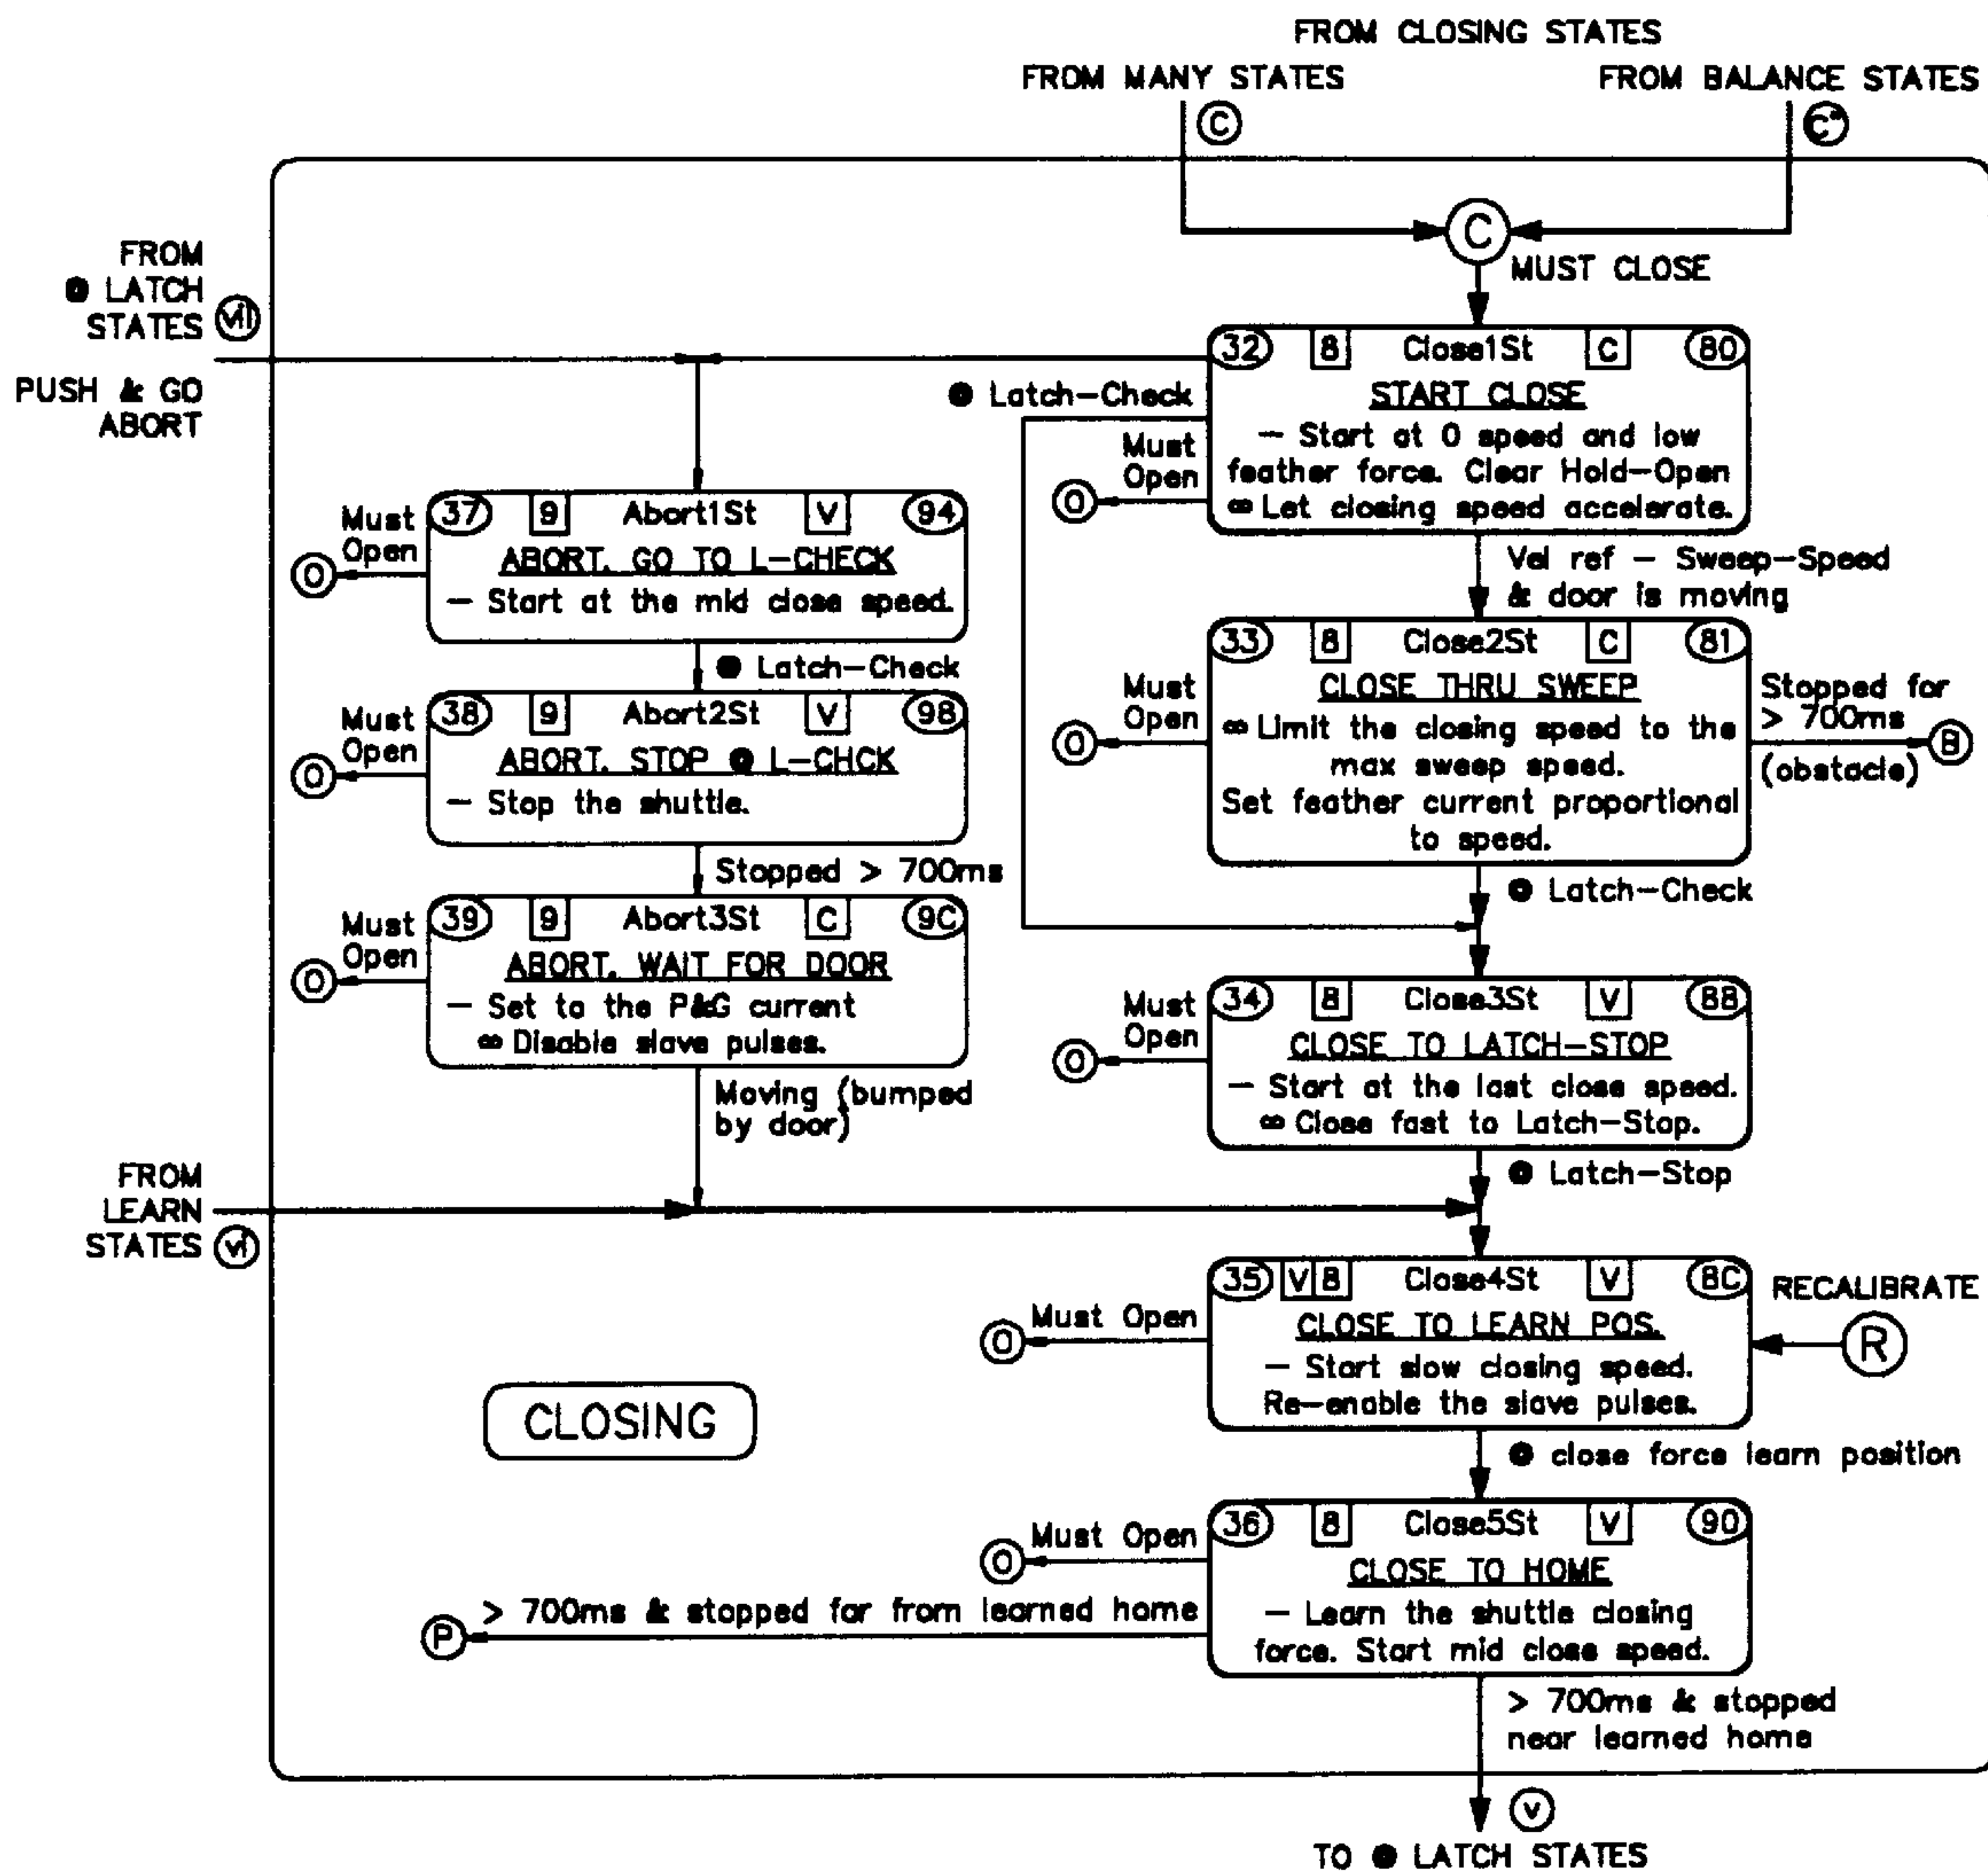 FROM CLOSING STATES
FROM MANY STATES
FROM BALANCE STATES
C
C"
C
MUST CLOSE
FROM
@ LATCH
STATES
vii
PUSH & GO
ABORT
32 8 Close1St C 80
START CLOSE
– Start at 0 speed and low
feather force. Clear Hold-Open
∞ Let closing speed accelerate.
@ Latch-Check
Must
Open
O
Vel ref – Sweep-Speed
& door is moving
37 9 Abort1St V 94
ABORT. GO TO L-CHECK
– Start at the mid close speed.
Must
Open
O
@ Latch-Check
33 8 Close2St C 81
CLOSE THRU SWEEP
∞ Limit the closing speed to the
max sweep speed.
Set feather current proportional
to speed.
Must
Open
O
Stopped for
> 700ms
(obstacle)
B
38 9 Abort2St V 98
ABORT. STOP @ L-CHCK
– Stop the shuttle.
Must
Open
O
Stopped > 700ms
@ Latch-Check
39 9 Abort3St C 9C
ABORT. WAIT FOR DOOR
– Set to the P&G current
∞ Disable slave pulses.
Must
Open
O
Moving (bumped
by door)
34 8 Close3St V 88
CLOSE TO LATCH-STOP
– Start at the last close speed.
∞ Close fast to Latch-Stop.
Must
Open
O
@ Latch-Stop
FROM
LEARN
STATES
vi
35 V 8 Close4St V 8C
CLOSE TO LEARN POS.
– Start slow closing speed.
Re-enable the slave pulses.
Must Open
O
RECALIBRATE
R
CLOSING
@ close force learn position
36 8 Close5St V 90
CLOSE TO HOME
– Learn the shuttle closing
force. Start mid close speed.
Must Open
O
> 700ms & stopped far from learned home
P
> 700ms & stopped
near learned home
v
TO @ LATCH STATES